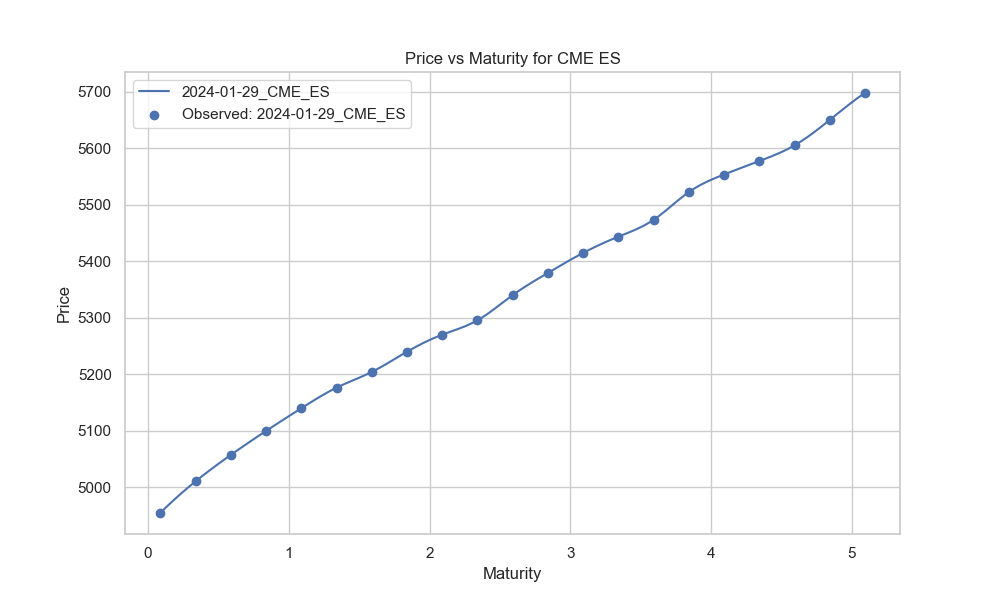 Price vs Maturity for CME ES
2024-01-29_CME_ES
Observed: 2024-01-29_CME_ES
Price
5700
5600
5500
5400
5300
5200
5100
5000
0 1 2 3 4 5
Maturity